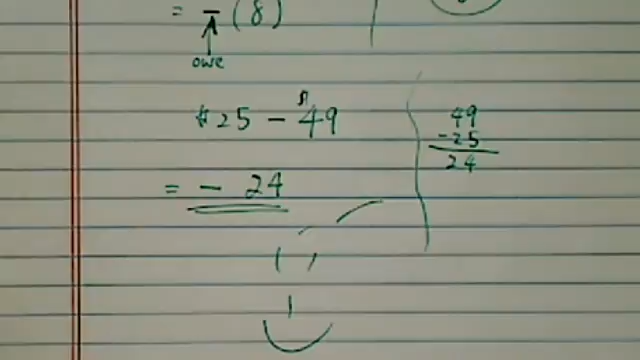 = - (8)
owe
$25 - $49
= - 24
49
-25
24